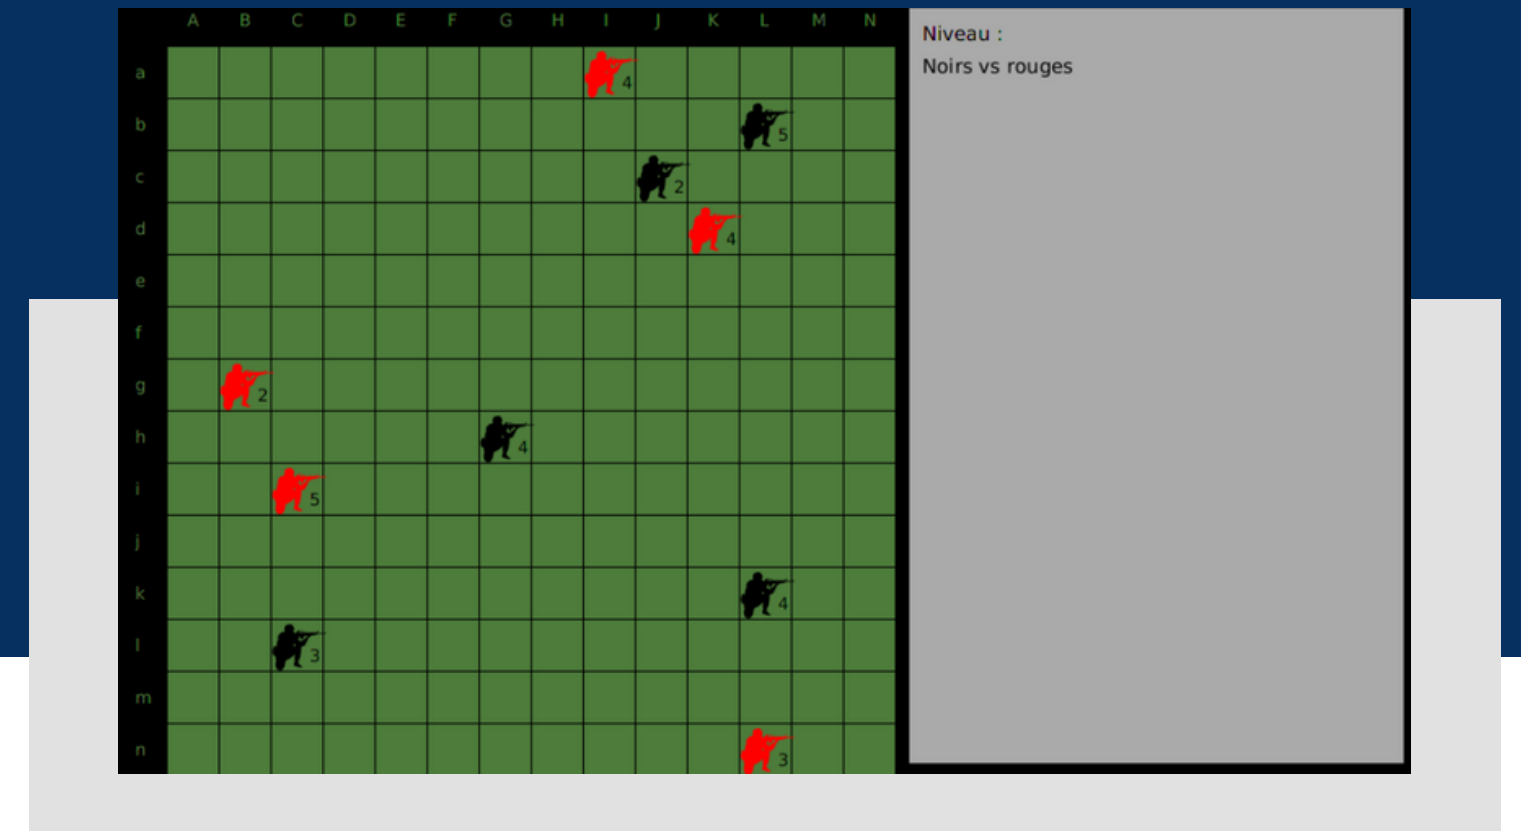 A B C D E F G H I J K L M N
Niveau :
Noirs vs rouges
a 4
b 5
c 2
d 4
e
f
g 2
h 4
i 5
j
k 4
l 3
m
n 3